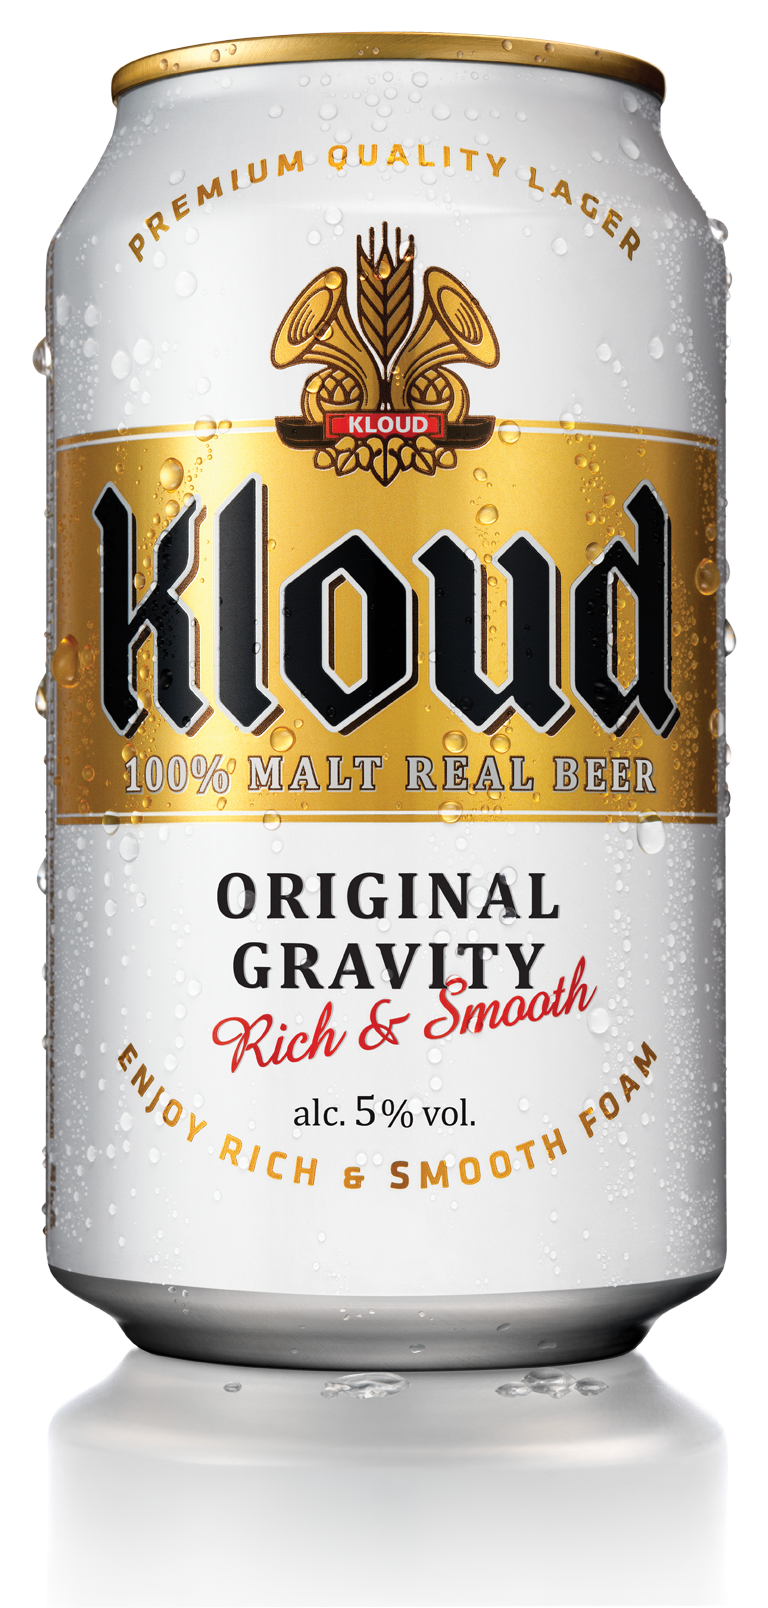 PREMIUM QUALITY LAGER
KLOUD
Kloud
100% MALT REAL BEER
ORIGINAL
GRAVITY
Rich & Smooth
alc. 5% vol.
ENJOY RICH & SMOOTH FOAM